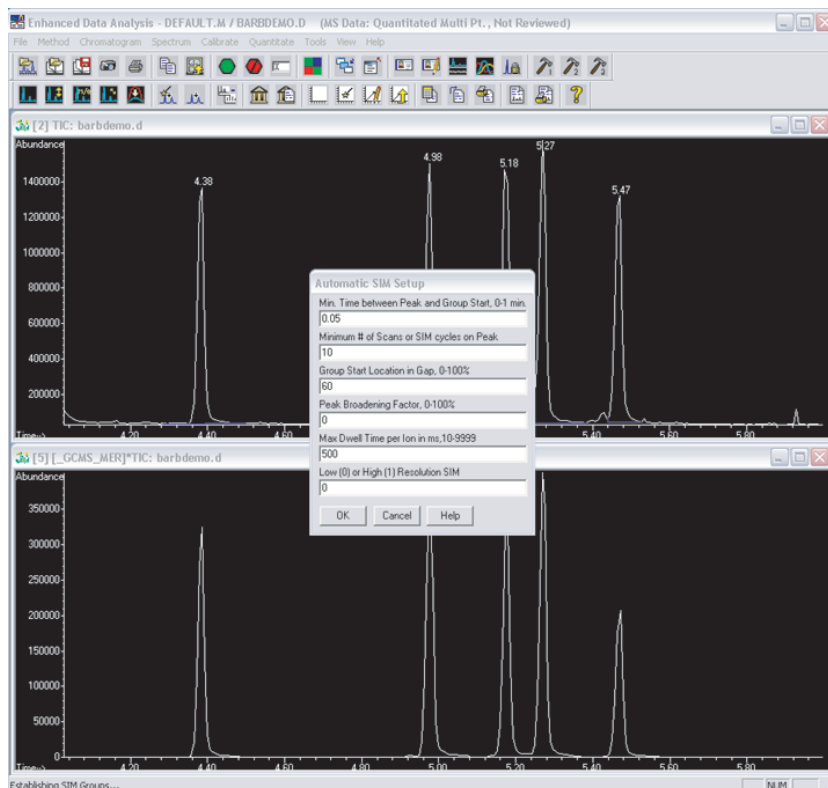 Enhanced Data Analysis - DEFAULT.M / BARBDEMO.D (MS Data: Quantitated Multi Pt., Not Reviewed)
File Method Chromatogram Spectrum Calibrate Quantitate Tools View Help
[2] TIC: barbdemo.d
Abundance
1400000
1200000
1000000
800000
600000
400000
200000
4.38
4.98
5.18
5.27
5.47
Time-->
4.20 4.40 5.40 5.60 5.80
Automatic SIM Setup
Min. Time between Peak and Group Start, 0-1 min.
0.05
Minimum # of Scans or SIM cycles on Peak
10
Group Start Location in Gap, 0-100%
60
Peak Broadening Factor, 0-100%
0
Max Dwell Time per Ion in ms,10-9999
500
Low (0) or High (1) Resolution SIM
0
OK Cancel Help
[5] [_GCMS_MER]*TIC: barbdemo.d
Abundance
350000
300000
250000
200000
150000
100000
50000
0
Time-->
4.20 4.40 4.60 4.80 5.00 5.20 5.40 5.60 5.80
Establishing SIM Groups...
NUM